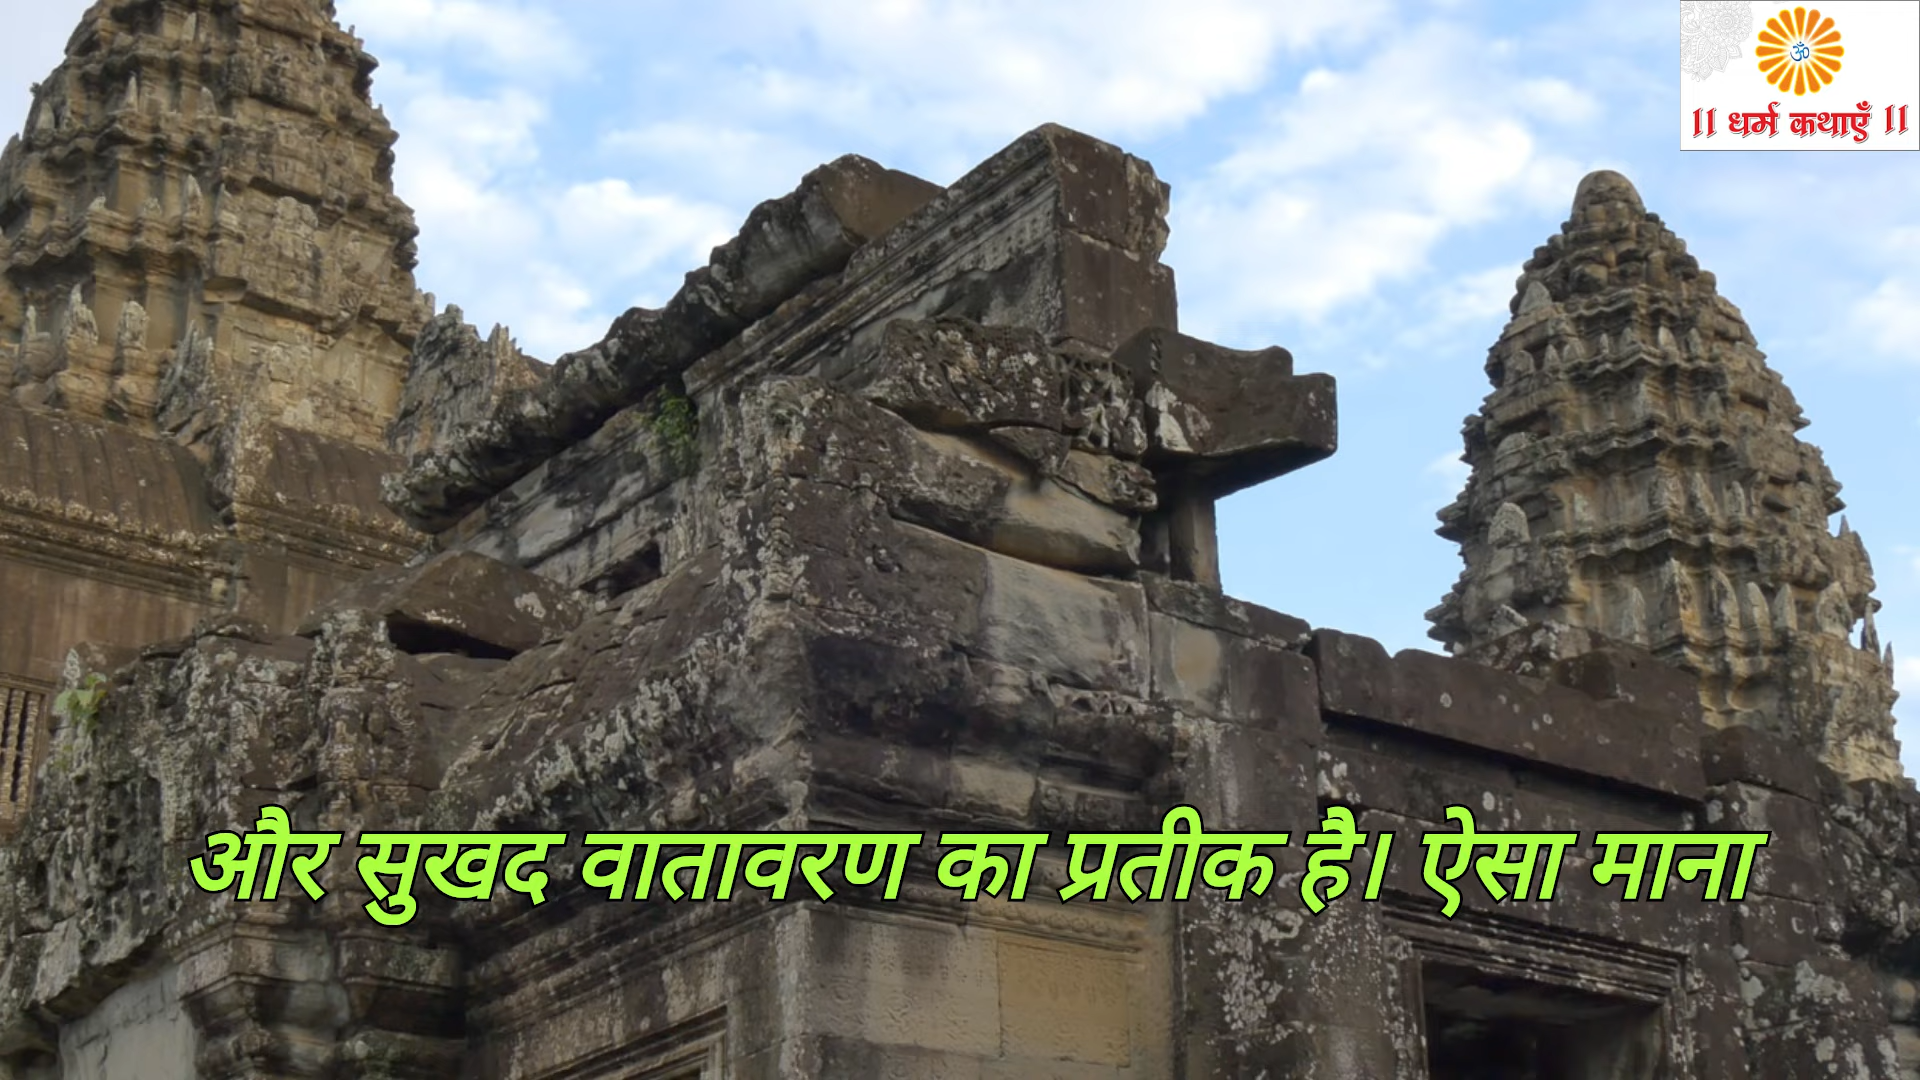 ॐ
।। धर्म कथाएँ ।।
और सुखद वातावरण का प्रतीक है। ऐसा माना